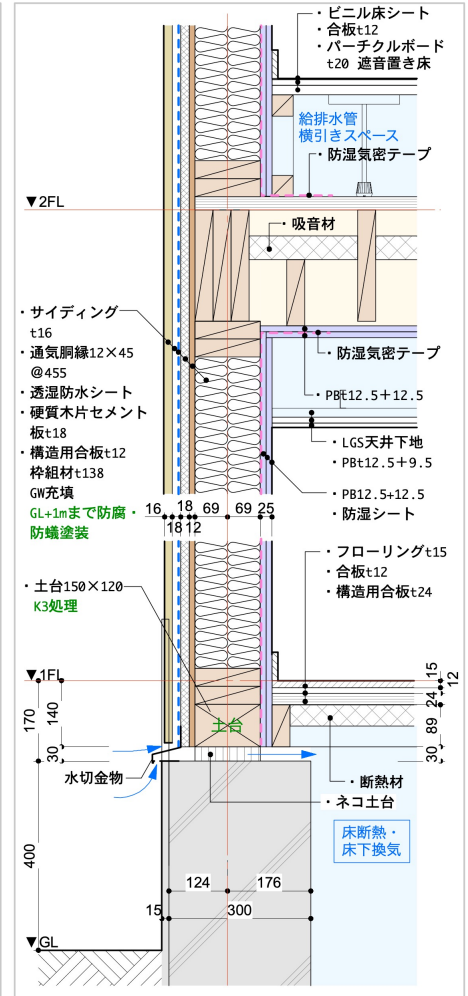 ・ビニル床シート
・合板t12
・パーチクルボード
t20 遮音置き床
給排水管
横引きスペース
・防湿気密テープ
▼2FL
・吸音材
・サイディング
t16
・通気胴縁12×45
@455
・透湿防水シート
・硬質木片セメント
板t18
・構造用合板t12
枠組材t138
GW充填
GL+1mまで防腐・
防蟻塗装
・防湿気密テープ
・PBt12.5+12.5
・LGS天井下地
・PBt12.5+9.5
・PB12.5+12.5
・防湿シート
16 18 69 69 25
18 12
・フローリングt15
・合板t12
・構造用合板t24
・土台150×120
K3処理
▼1FL
土台
170
140
30
15
12
24
89
30
水切金物
・断熱材
・ネコ土台
床断熱・
床下換気
400
124 176
15 300
▼GL